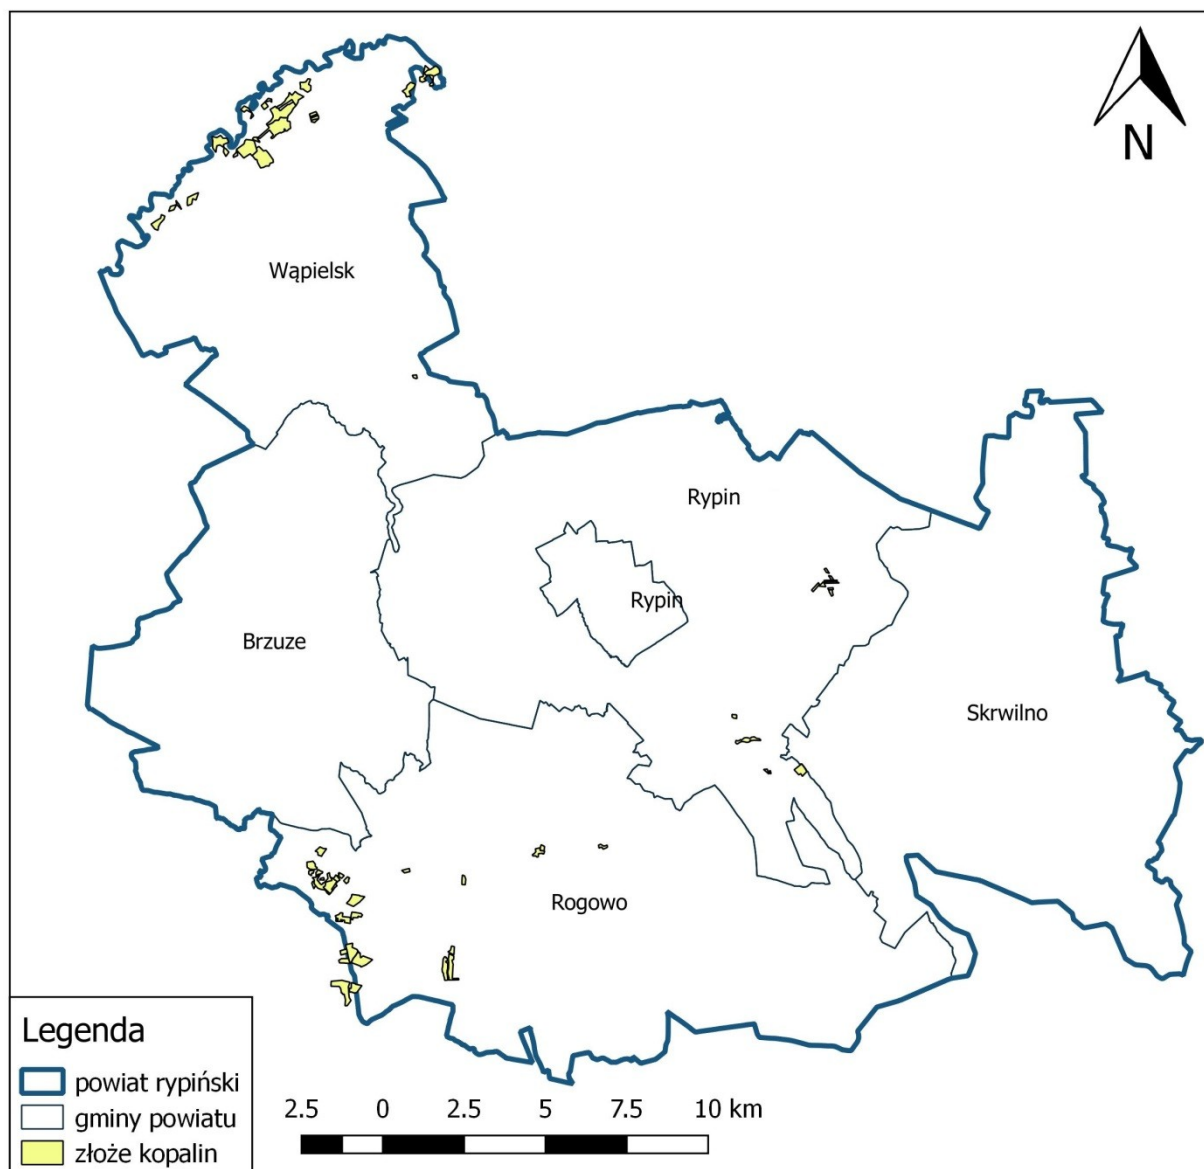 N
Wąpielsk
Rypin
Rypin
Brzuze
Skrwilno
Rogowo
Legenda
powiat rypiński
gminy powiatu
złoże kopalin
2.5 0 2.5 5 7.5 10 km